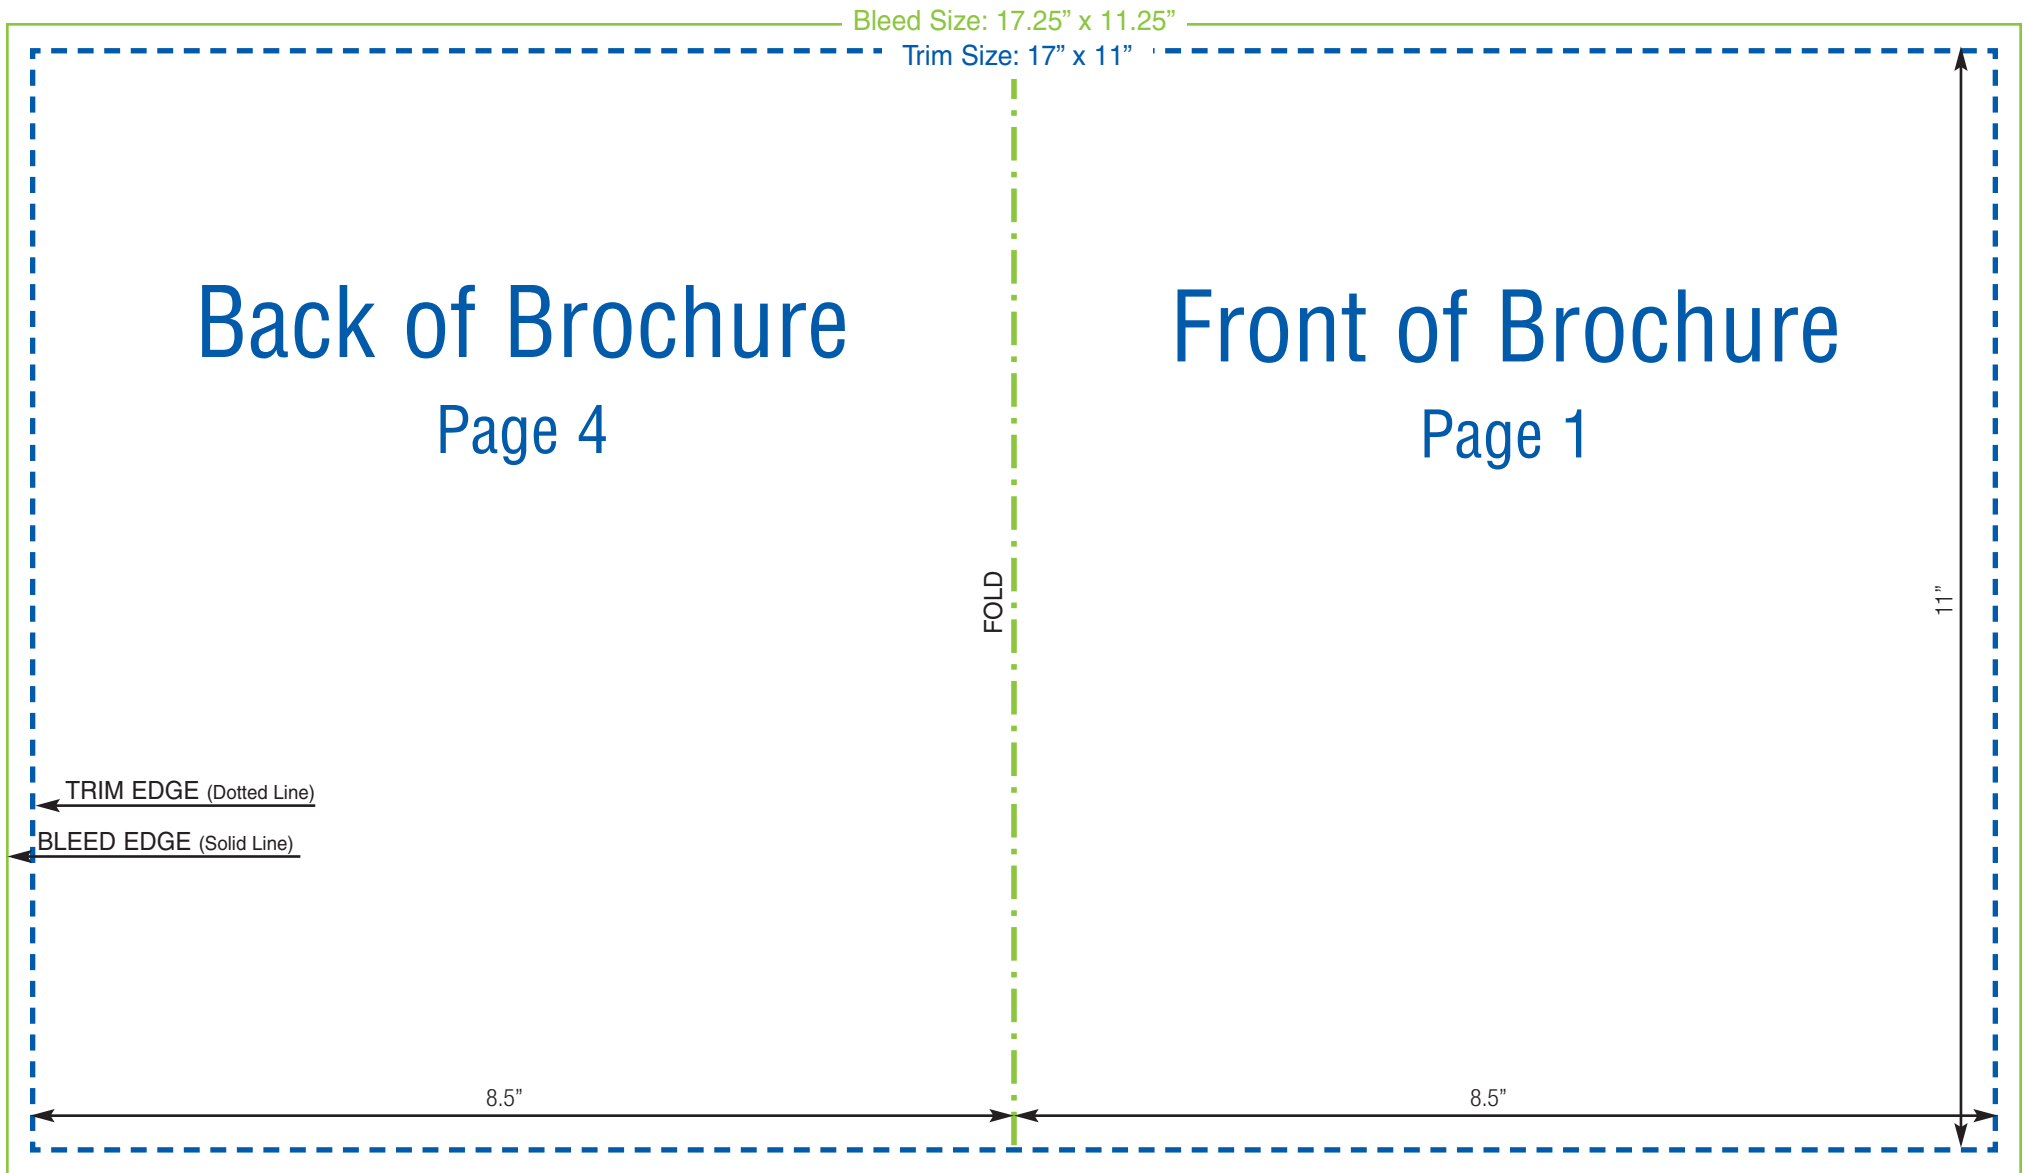 Bleed Size: 17.25” x 11.25”
Trim Size: 17” x 11”
Back of Brochure
Page 4
Front of Brochure
Page 1
FOLD
11”
TRIM EDGE (Dotted Line)
BLEED EDGE (Solid Line)
8.5”
8.5”